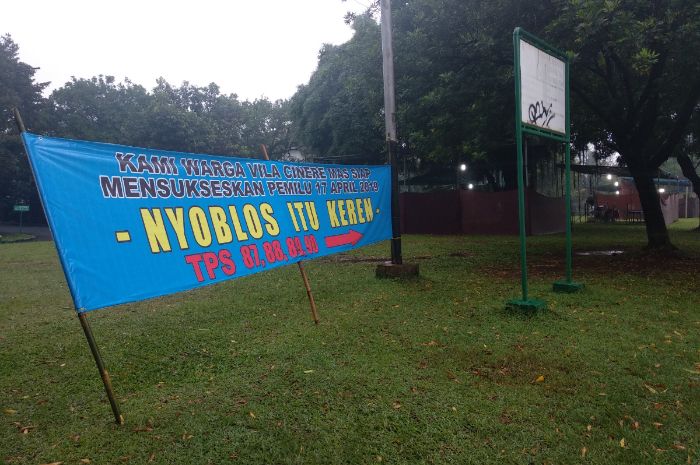 KAMI WARGA VILA CINERE MAS SIAP
MENSUKSESKAN PEMILU 17 APRIL 2019
- NYOBLOS ITU KEREN -
TPS 87, 88, 89, 90